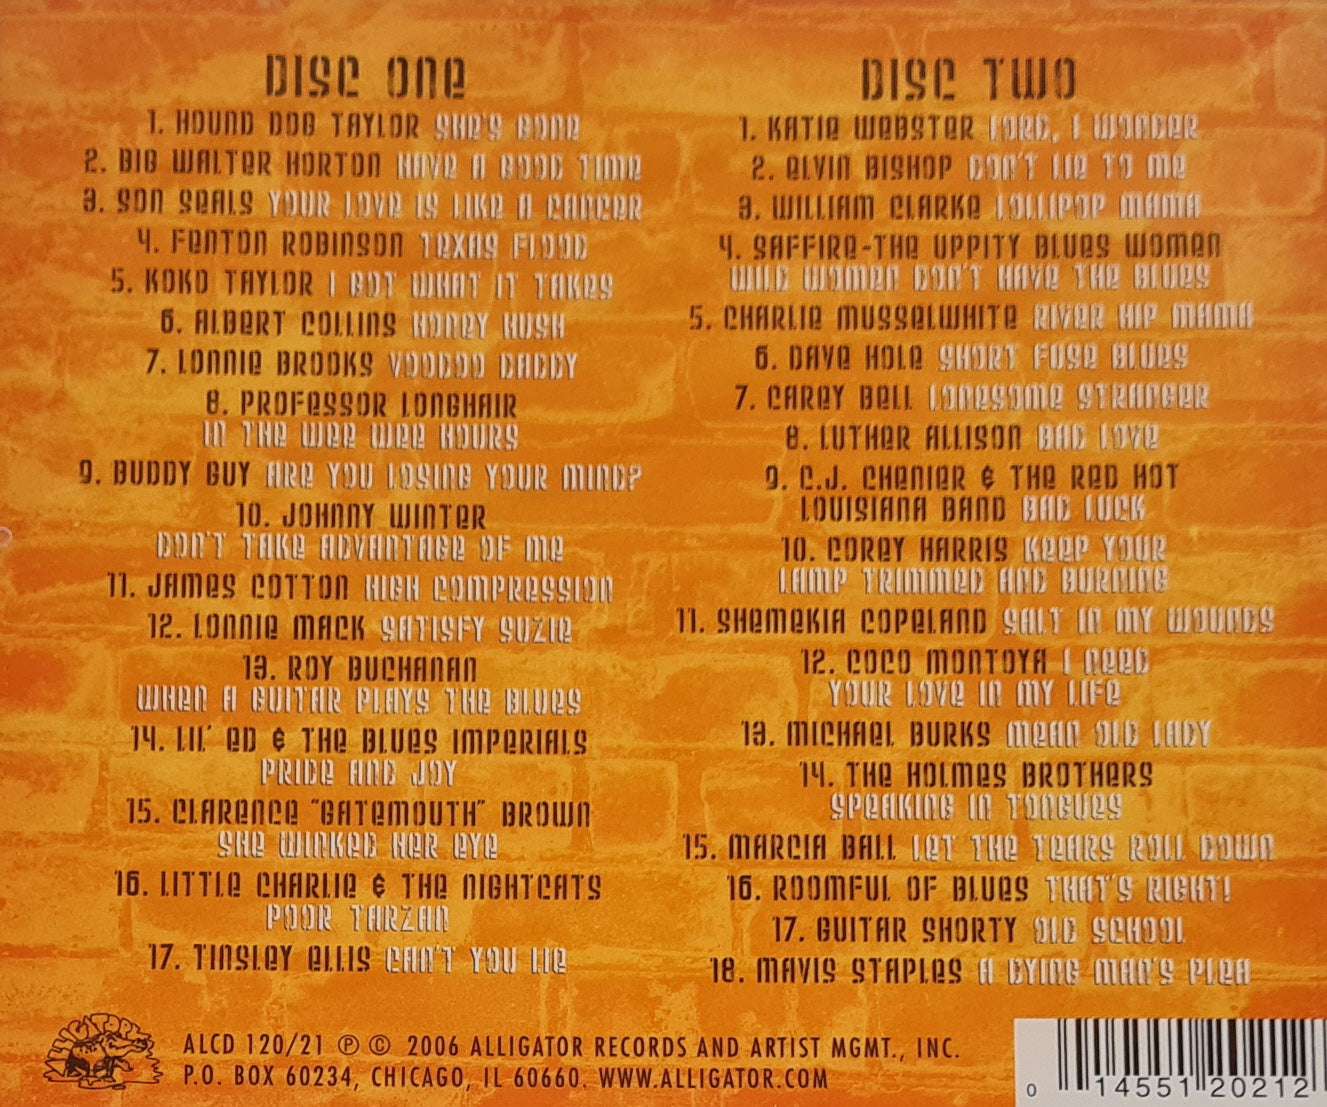 DISC ONE
1. HOUND DOG TAYLOR SHE'S GONE
2. BIG WALTER HORTON HAVE A GOOD TIME
3. SON SEALS YOUR LOVE IS LIKE A CANCER
4. FENTON ROBINSON TEXAS FLOOD
5. KOKO TAYLOR I GOT WHAT IT TAKES
6. ALBERT COLLINS HONEY HUSH
7. LONNIE BROOKS VOODOO DADDY
8. PROFESSOR LONGHAIR
IN THE WEE WEE HOURS
9. BUDDY GUY ARE YOU LOSING YOUR MIND?
10. JOHNNY WINTER
DON'T TAKE ADVANTAGE OF ME
11. JAMES COTTON HIGH COMPRESSION
12. LONNIE MACK SATISFY SUZIE
13. ROY BUCHANAN
WHEN A GUITAR PLAYS THE BLUES
14. LIL' ED & THE BLUES IMPERIALS
PRIDE AND JOY
15. CLARENCE "GATEMOUTH" BROWN
SHE WINKED HER EYE
16. LITTLE CHARLIE & THE NIGHTCATS
POOR TARZAN
17. TINSLEY ELLIS CAN'T YOU LIE
DISC TWO
1. KATIE WEBSTER LORD, I WONDER
2. ELVIN BISHOP DON'T LIE TO ME
3. WILLIAM CLARKE LOLLIPOP MAMA
4. SAFFIRE-THE UPPITY BLUES WOMEN
WILD WOMEN DON'T HAVE THE BLUES
5. CHARLIE MUSSELWHITE RIVER HIP MAMA
6. DAVE HOLE SHORT FUSE BLUES
7. CAREY BELL LONESOME STRANGER
8. LUTHER ALLISON BAD LOVE
9. C.J. CHENIER & THE RED HOT
LOUISIANA BAND BAD LUCK
10. COREY HARRIS KEEP YOUR
LAMP TRIMMED AND BURNING
11. SHEMEKIA COPELAND SALT IN MY WOUNDS
12. COCO MONTOYA I NEED
YOUR LOVE IN MY LIFE
13. MICHAEL BURKS MEAN OLD LADY
14. THE HOLMES BROTHERS
SPEAKING IN TONGUES
15. MARCIA BALL LET THE TEARS ROLL DOWN
16. ROOMFUL OF BLUES THAT'S RIGHT!
17. GUITAR SHORTY OLD SCHOOL
18. MAVIS STAPLES A DYING MAN'S PLEA
ALLIGATOR
ALCD 120/21 ℗ © 2006 ALLIGATOR RECORDS AND ARTIST MGMT., INC.
P.O. BOX 60234, CHICAGO, IL 60660. WWW.ALLIGATOR.COM
0 14551 20212